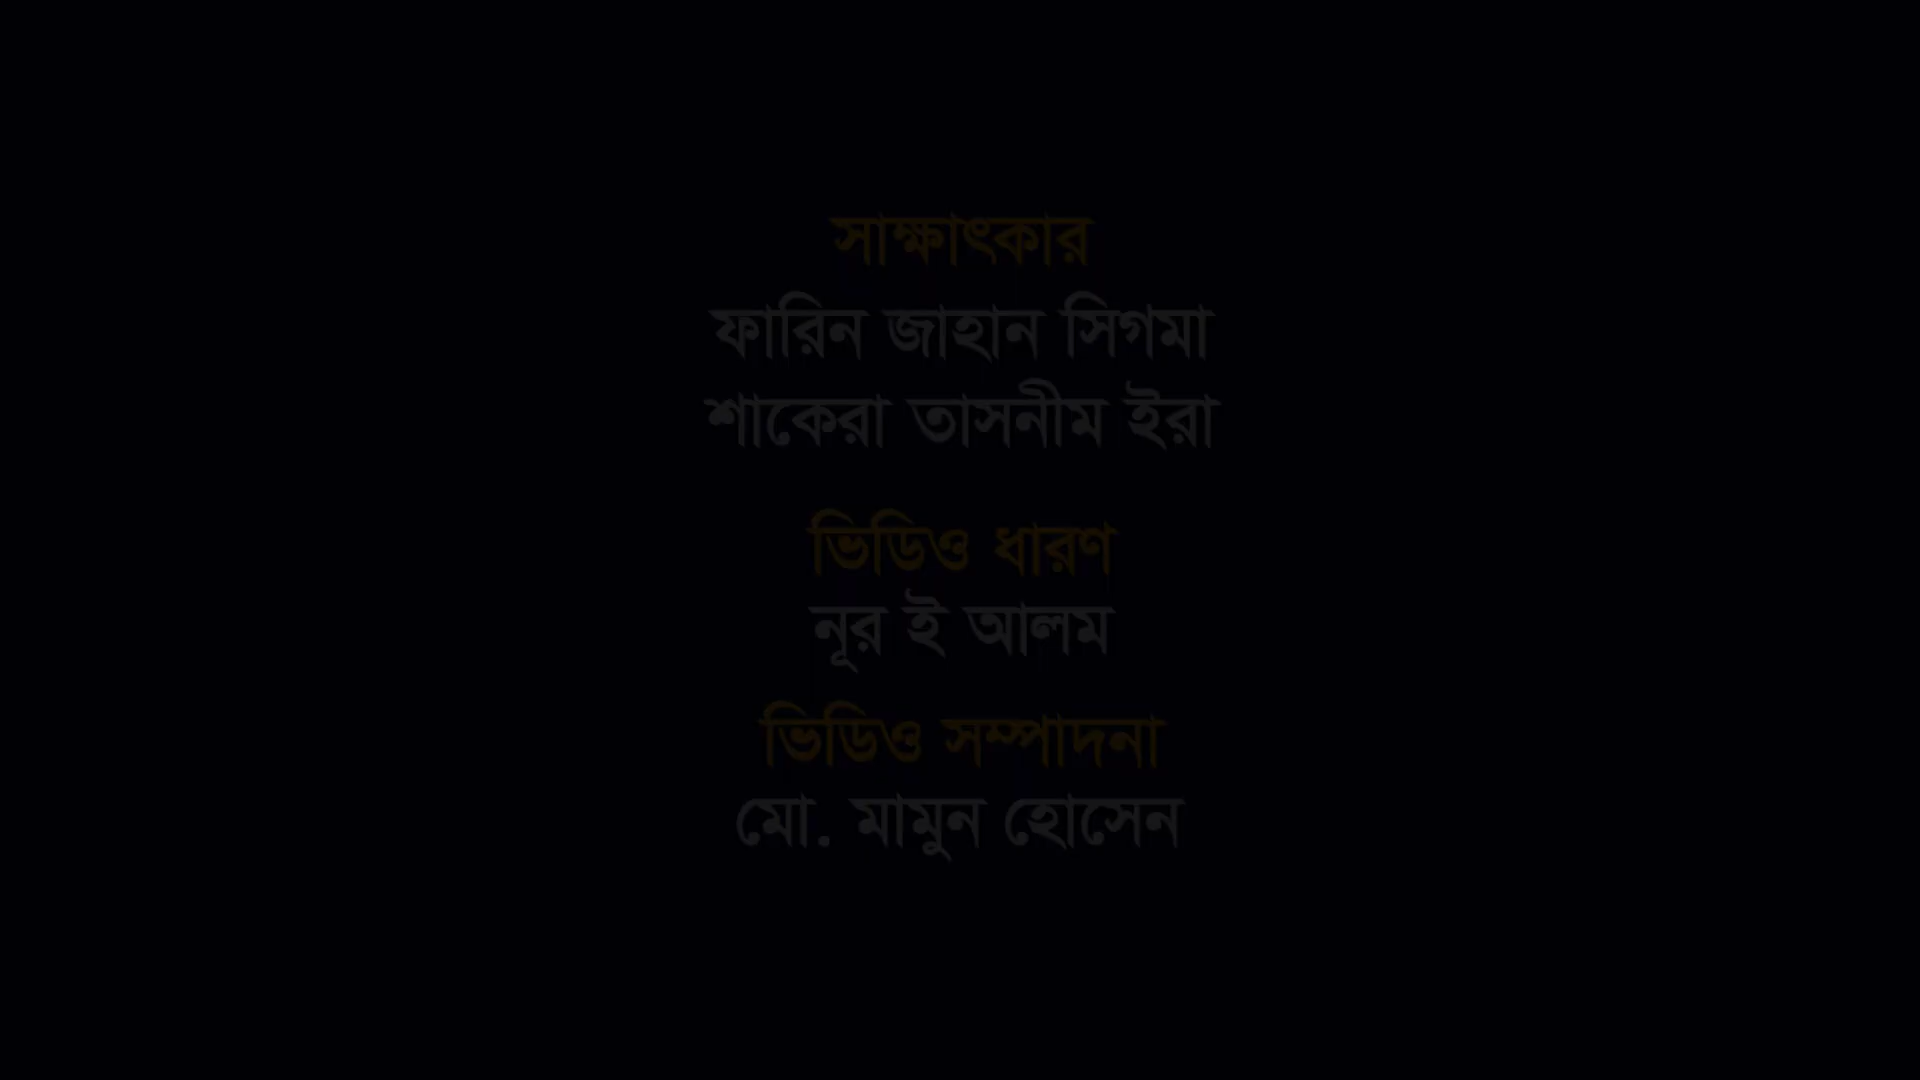 সাক্ষাৎকার
ফারিন জাহান সিগমা
শাকেরা তাসনীম ইরা
ভিডিও ধারণ
নূর ই আলম
ভিডিও সম্পাদনা
মো. মামুন হোসেন